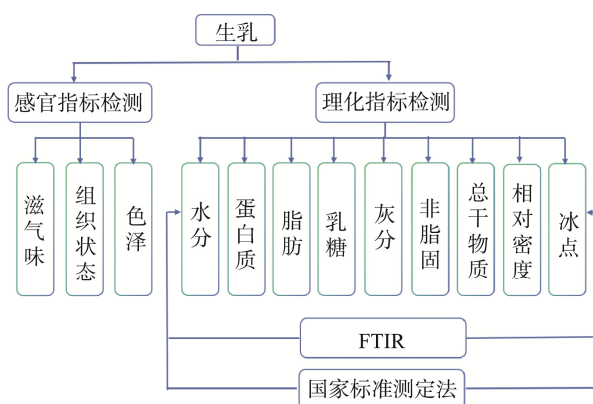 生乳
感官指标检测
理化指标检测
滋气味
组织状态
色泽
水分
蛋白质
脂肪
乳糖
灰分
非脂固
总干物质
相对密度
冰点
FTIR
国家标准测定法